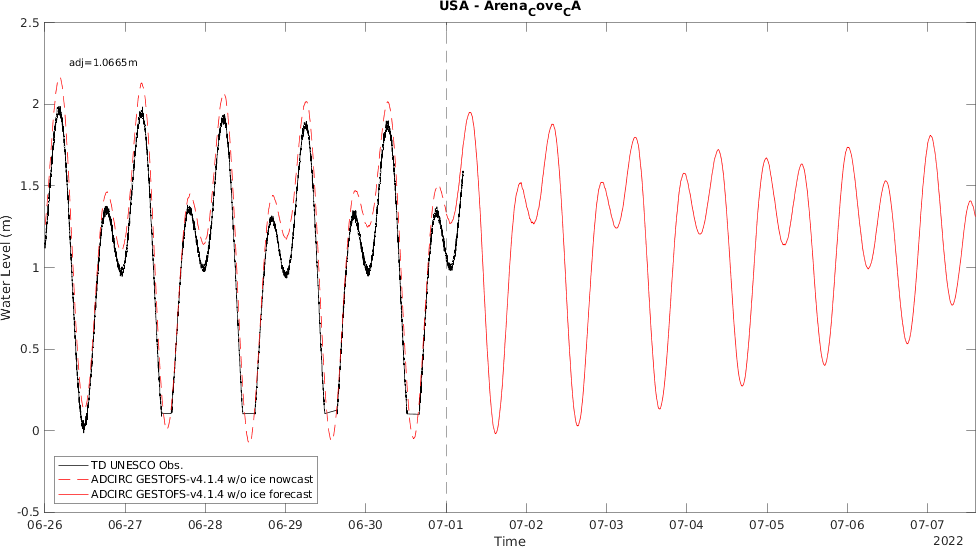 USA - ArenaCoveCA
adj=1.0665m
2.5
2
1.5
1
0.5
0
-0.5
Water Level (m)
TD UNESCO Obs.
ADCIRC GESTOFS-v4.1.4 w/o ice nowcast
ADCIRC GESTOFS-v4.1.4 w/o ice forecast
06-26 06-27 06-28 06-29 06-30 07-01 07-02 07-03 07-04 07-05 07-06 07-07
Time
2022